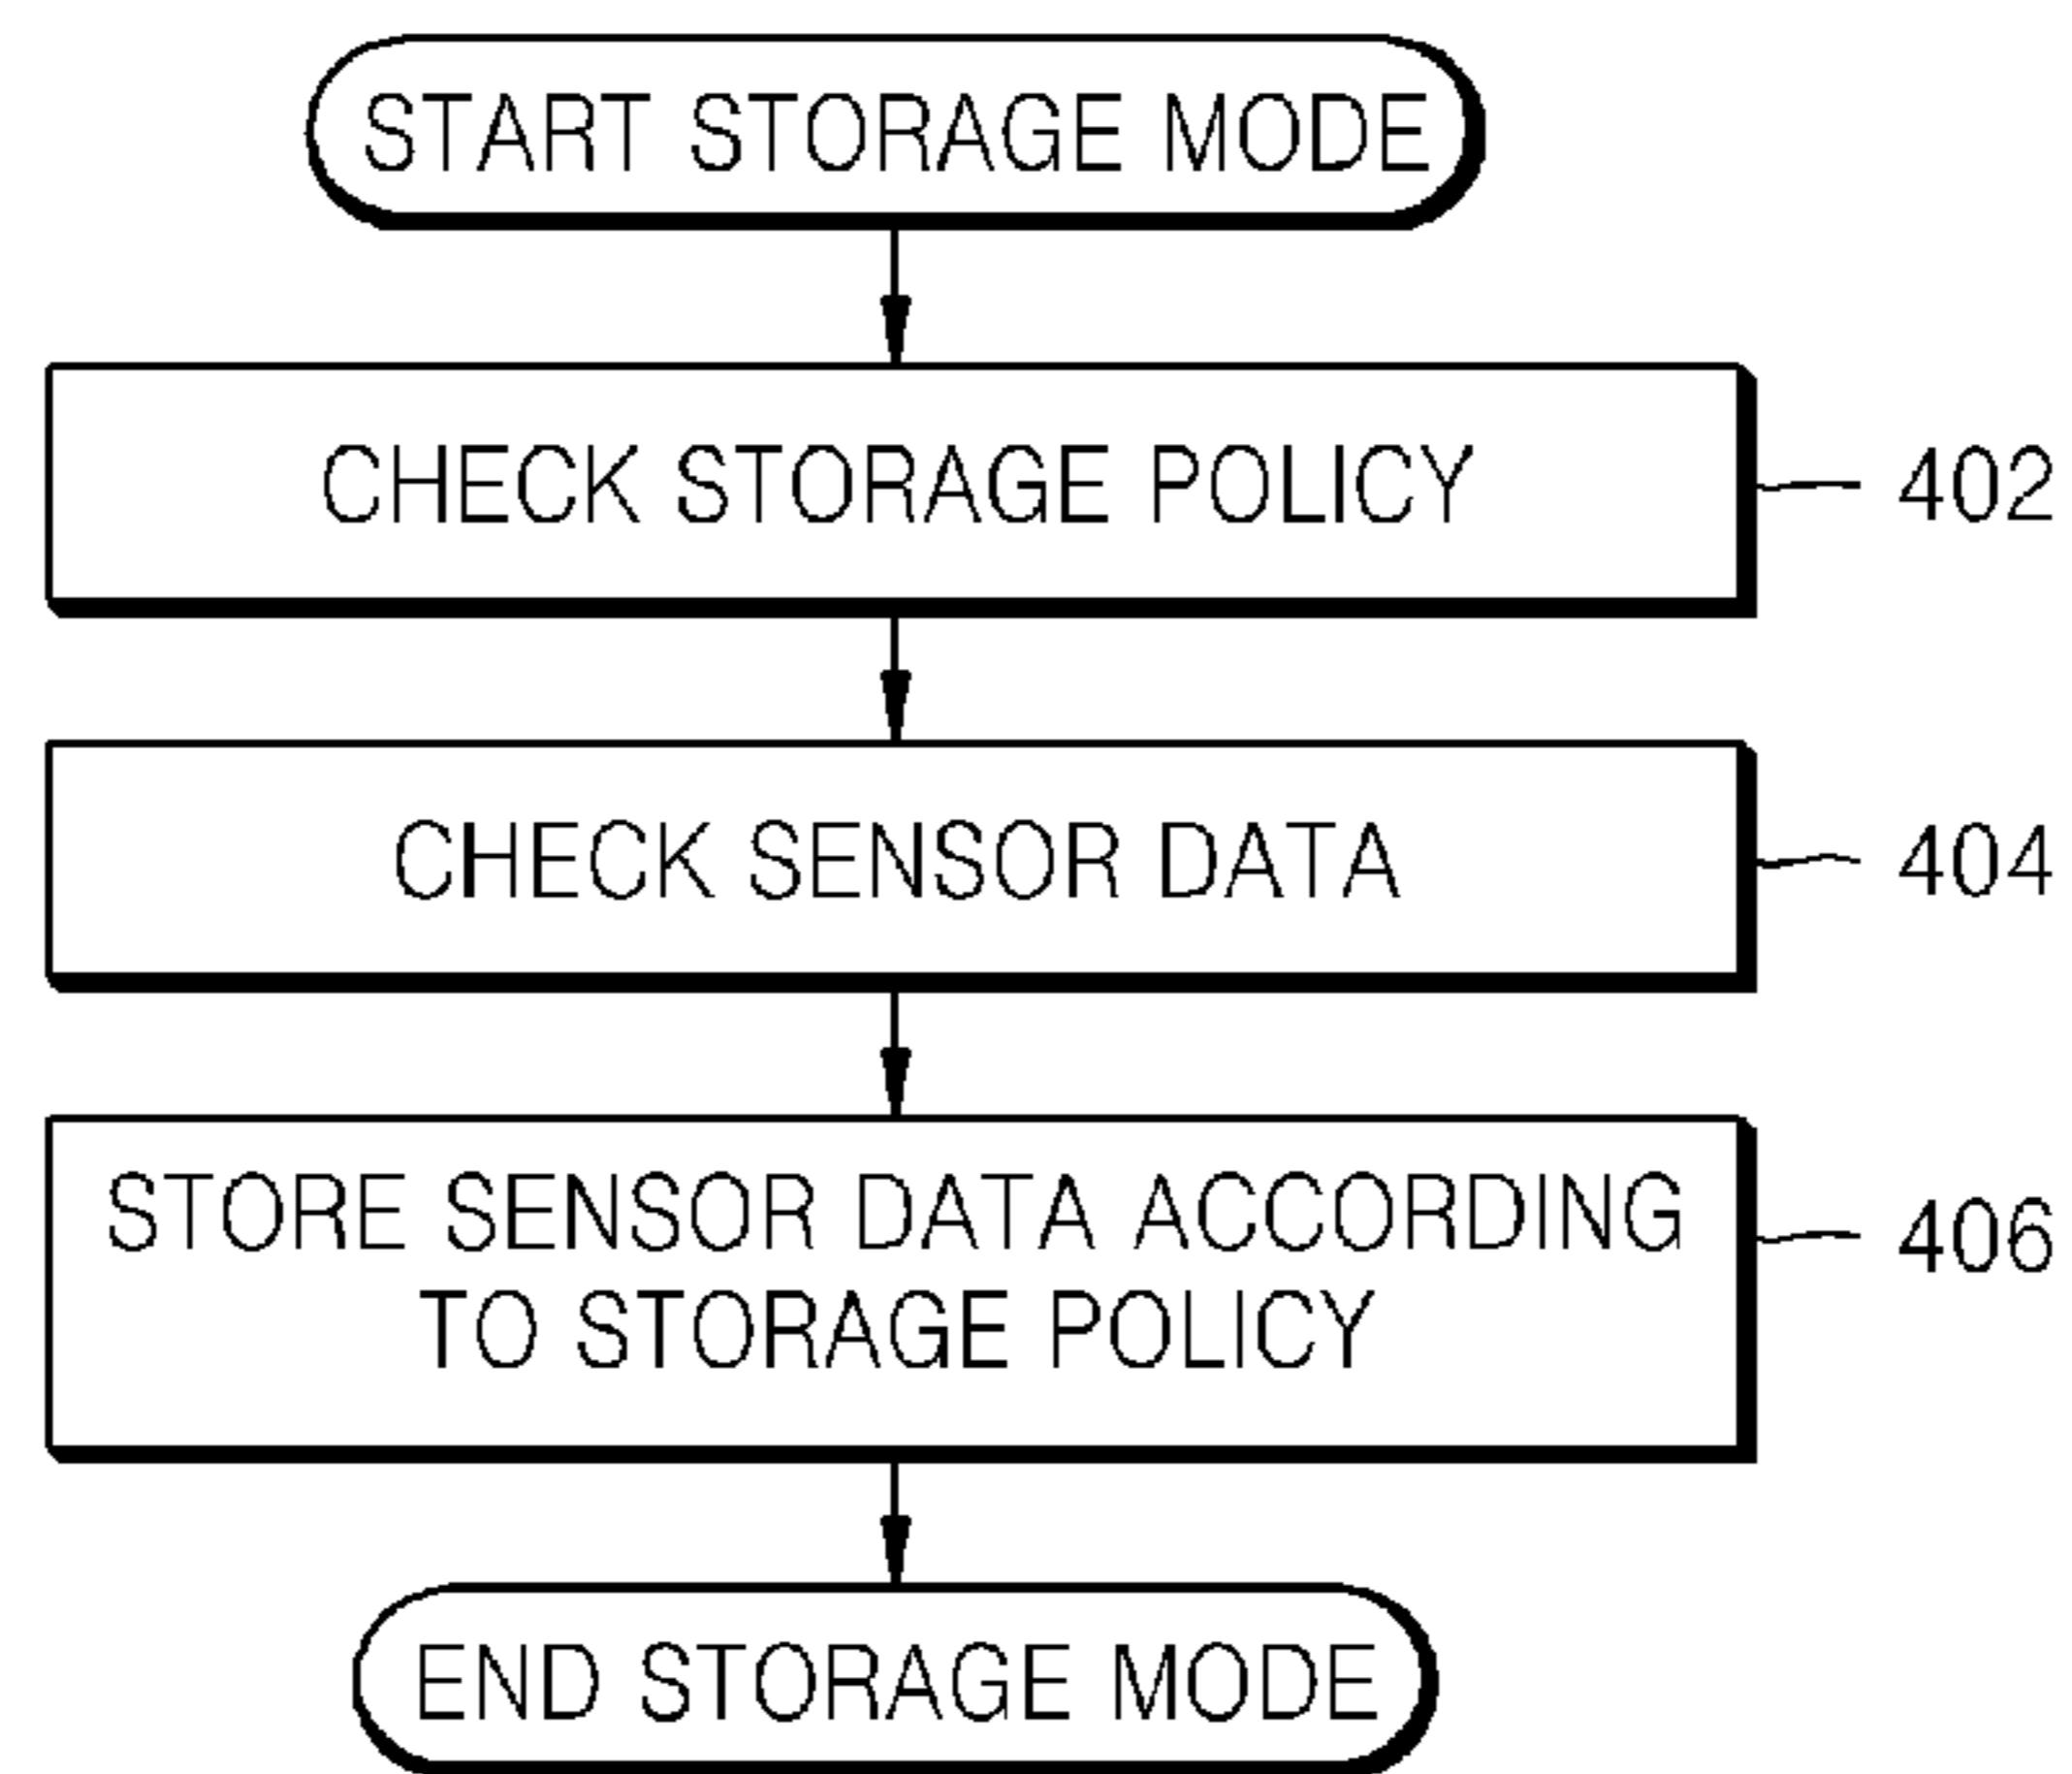 START STORAGE MODE
CHECK STORAGE POLICY
402
CHECK SENSOR DATA
404
STORE SENSOR DATA ACCORDING
TO STORAGE POLICY
406
END STORAGE MODE